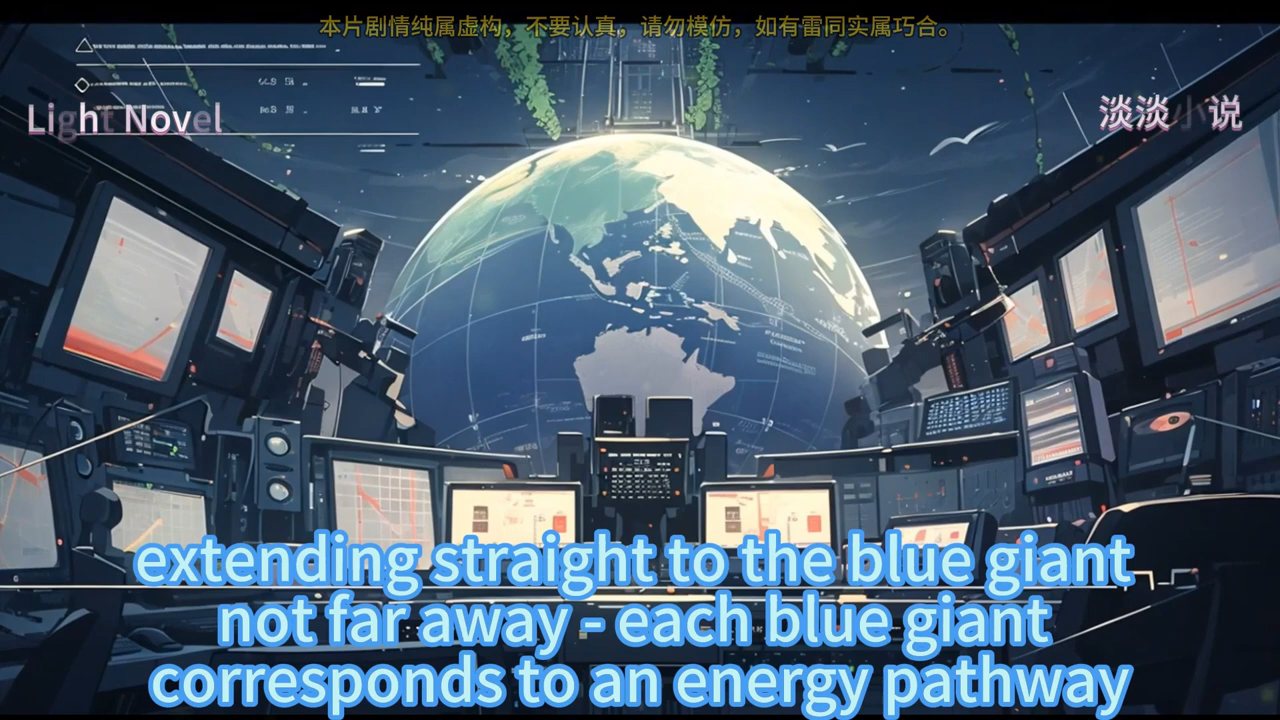 本片剧情纯属虚构，不要认真，请勿模仿，如有雷同实属巧合。
Light Novel
淡淡小说
extending straight to the blue giant
not far away - each blue giant
corresponds to an energy pathway